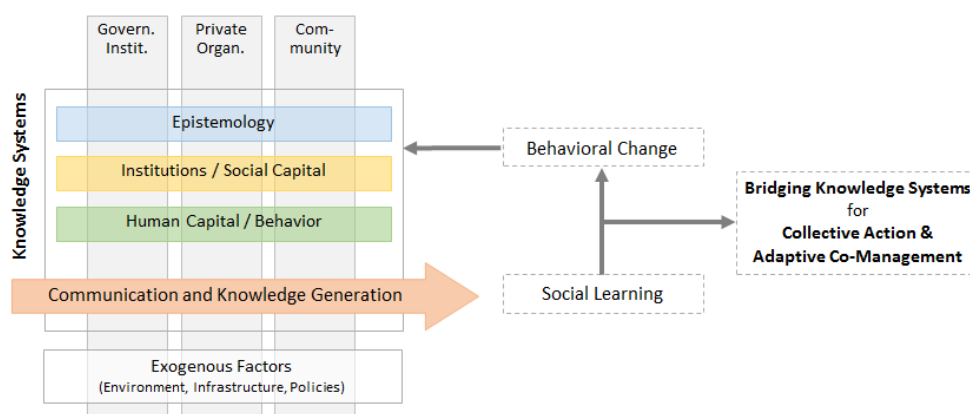 Govern.
Instit.
Private
Organ.
Com-
munity
Knowledge Systems
Epistemology
Institutions / Social Capital
Human Capital / Behavior
Communication and Knowledge Generation
Exogenous Factors
(Environment, Infrastructure, Policies)
Behavioral Change
Social Learning
Bridging Knowledge Systems
for
Collective Action &
Adaptive Co-Management